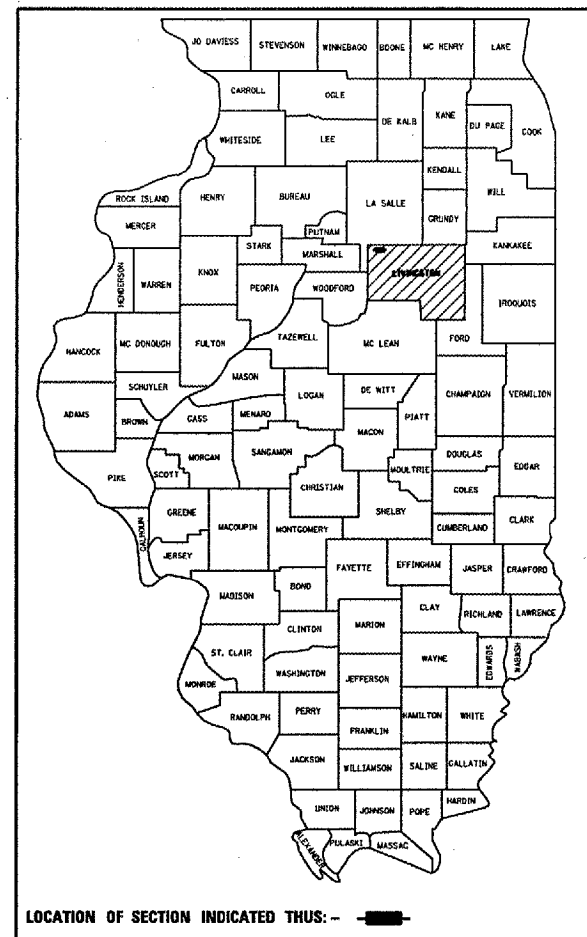 JO DAVIESS STEVENSON WINNEBAGO BOONE MC HENRY LAKE
CARROLL OGLE DE KALB KANE DU PAGE COOK
WHITESIDE LEE KENDALL WILL
ROCK ISLAND HENRY BUREAU LA SALLE GRUNDY
MERCER STARK PUTNAM MARSHALL KANKAKEE
HENDERSON WARREN KNOX PEORIA WOODFORD LIVINGSTON IROQUOIS
HANCOCK MC DONOUGH FULTON TAZEWELL MC LEAN FORD
SCHUYLER MASON LOGAN DE WITT CHAMPAIGN VERMILION
ADAMS BROWN CASS MENARD MACON PIATT
PIKE SCOTT MORGAN SANGAMON CHRISTIAN MOULTRIE DOUGLAS EDGAR
CALHOUN GREENE MACOUPIN MONTGOMERY SHELBY COLES
JERSEY CUMBERLAND CLARK
MADISON BOND FAYETTE EFFINGHAM JASPER CRAWFORD
CLINTON MARION CLAY RICHLAND LAWRENCE
ST. CLAIR WASHINGTON JEFFERSON WAYNE EDWARDS WABASH
MONROE RANDOLPH PERRY FRANKLIN HAMILTON WHITE
JACKSON WILLIAMSON SALINE GALLATIN
UNION JOHNSON POPE HARDIN
ALEXANDER PULASKI MASSAC
LOCATION OF SECTION INDICATED THUS: -